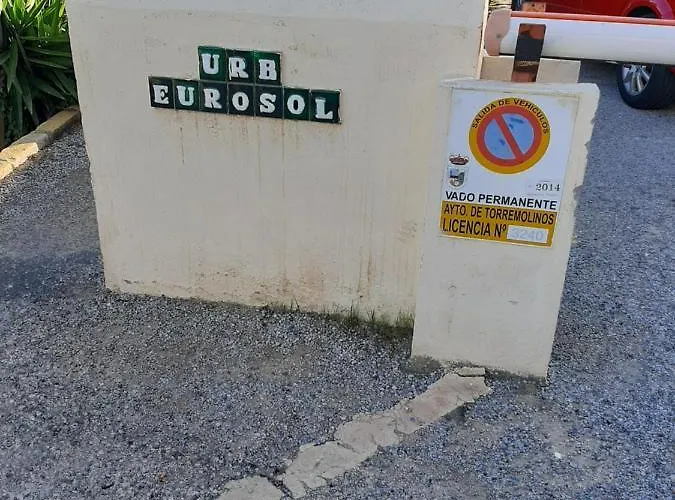 URB
EUROSOL
SALIDA DE VEHICULOS
2014
VADO PERMANENTE
AYTO. DE TORREMOLINOS
LICENCIA Nº 3240